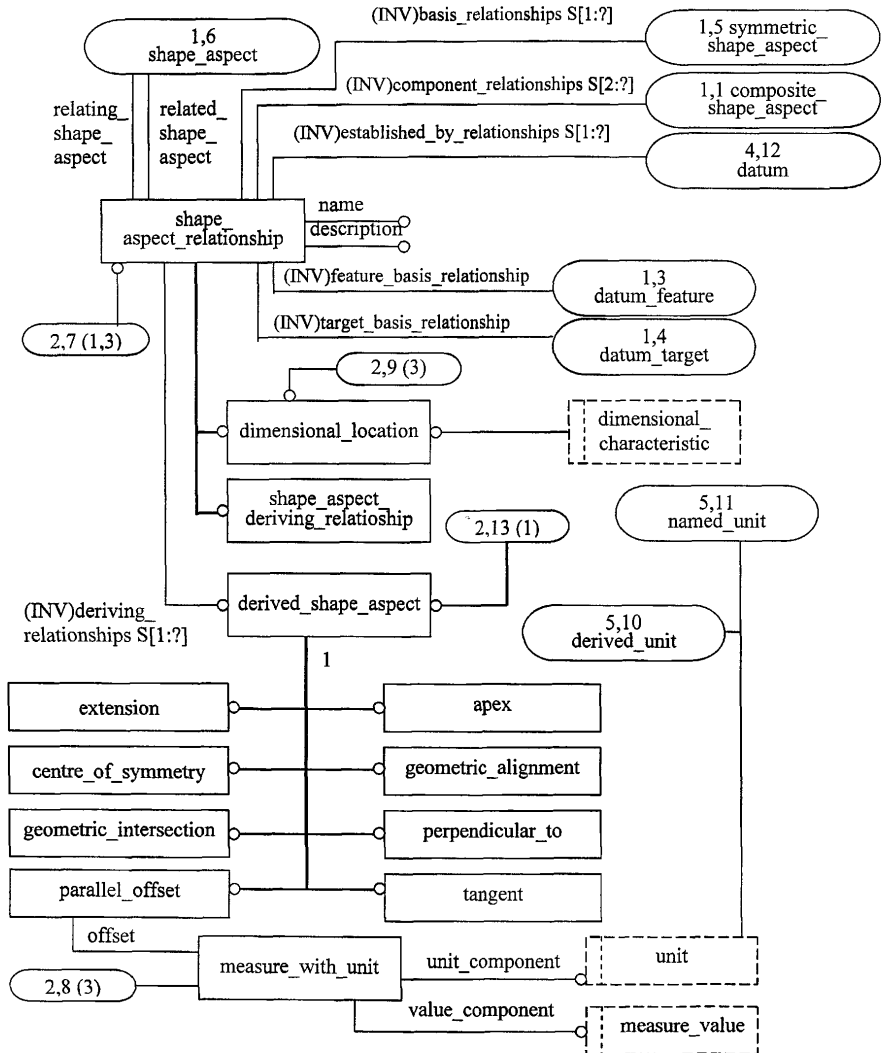 (INV)basis_relationships S[1:?]
1,6
shape_aspect
1,5 symmetric_
shape_aspect
(INV)component_relationships S[2:?]
1,1 composite_
shape_aspect
relating_
shape_
aspect
related_
shape_
aspect
(INV)established_by_relationships S[1:?]
4,12
datum
shape_
aspect_relationship
name
description
(INV)feature_basis_relationship
1,3
datum_feature
(INV)target_basis_relationship
1,4
datum_target
2,7 (1,3)
2,9 (3)
dimensional_location
dimensional_
characteristic
shape_aspect_
deriving_relatioship
2,13 (1)
5,11
named_unit
derived_shape_aspect
(INV)deriving_
relationships S[1:?]
5,10
derived_unit
1
extension
apex
centre_of_symmetry
geometric_alignment
geometric_intersection
perpendicular_to
parallel_offset
tangent
offset
measure_with_unit
unit_component
unit
2,8 (3)
value_component
measure_value